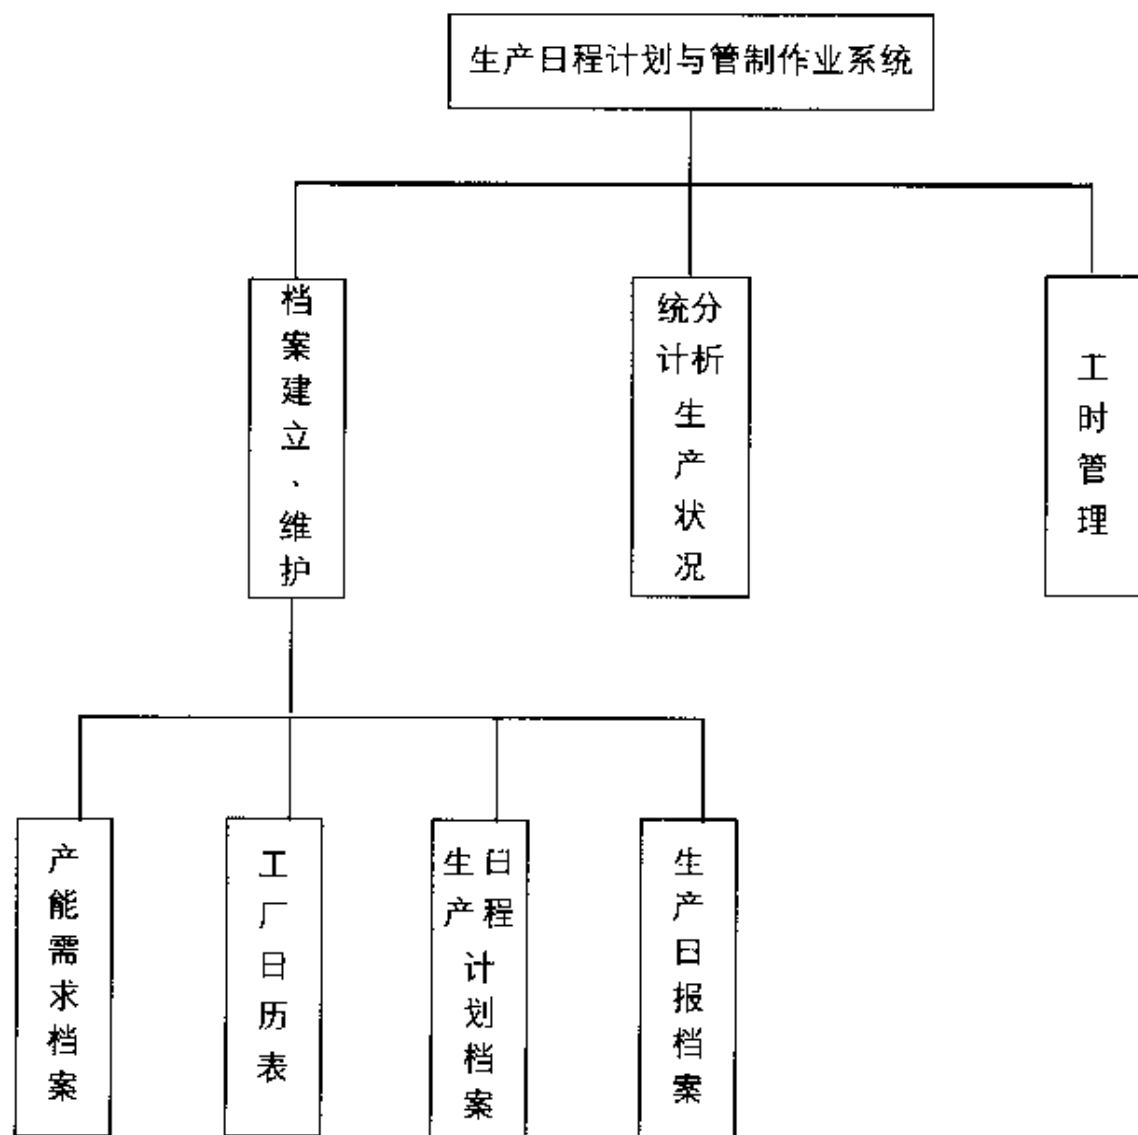 生产日程计划与管制作业系统
档案建立、维护
统计分析生产状况
工时管理
产能需求档案
工厂日历表
生产日程计划档案
生产日报档案